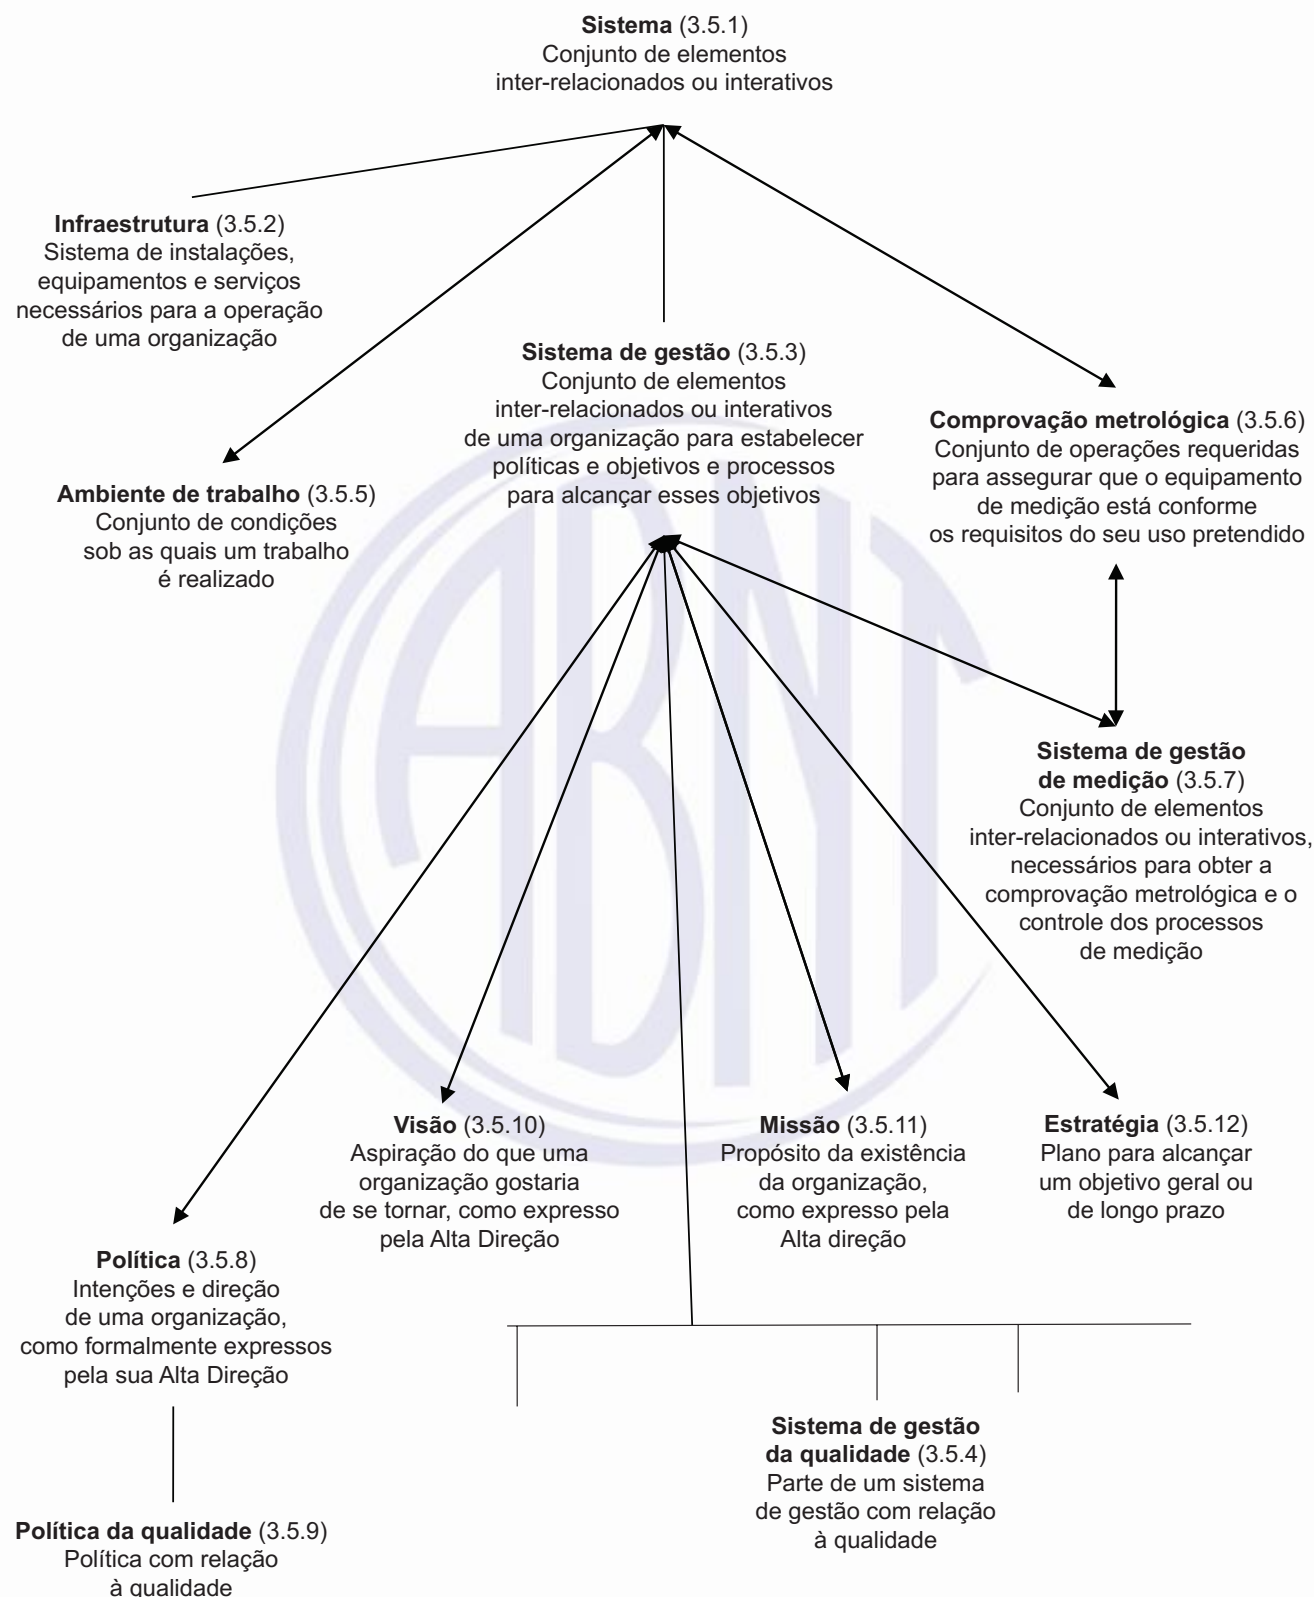 Sistema (3.5.1)
Conjunto de elementos
inter-relacionados ou interativos
Infraestrutura (3.5.2)
Sistema de instalações,
equipamentos e serviços
necessários para a operação
de uma organização
Sistema de gestão (3.5.3)
Conjunto de elementos
inter-relacionados ou interativos
de uma organização para estabelecer
políticas e objetivos e processos
para alcançar esses objetivos
Comprovação metrológica (3.5.6)
Conjunto de operações requeridas
para assegurar que o equipamento
de medição está conforme
os requisitos do seu uso pretendido
Ambiente de trabalho (3.5.5)
Conjunto de condições
sob as quais um trabalho
é realizado
ABNT
Sistema de gestão
de medição (3.5.7)
Conjunto de elementos
inter-relacionados ou interativos,
necessários para obter a
comprovação metrológica e o
controle dos processos
de medição
Visão (3.5.10)
Aspiração do que uma
organização gostaria
de se tornar, como expresso
pela Alta Direção
Missão (3.5.11)
Propósito da existência
da organização,
como expresso pela
Alta direção
Estratégia (3.5.12)
Plano para alcançar
um objetivo geral ou
de longo prazo
Política (3.5.8)
Intenções e direção
de uma organização,
como formalmente expressos
pela sua Alta Direção
Sistema de gestão
da qualidade (3.5.4)
Parte de um sistema
de gestão com relação
à qualidade
Política da qualidade (3.5.9)
Política com relação
à qualidade